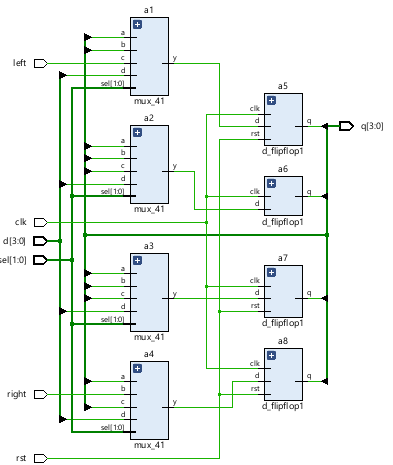 a1
a
b
left
c
y
d
sel[1:0]
mux_41
a2
a
b
c
y
d
sel[1:0]
mux_41
a5
clk
d
q
rst
d_flipflop1
q[3:0]
a6
clk
q
d
d_flipflop1
clk
d[3:0]
sel[1:0]
a3
a
b
c
y
d
sel[1:0]
mux_41
a7
clk
d
q
rst
d_flipflop1
a4
a
right
b
c
y
d
sel[1:0]
mux_41
a8
clk
d
q
rst
d_flipflop1
rst